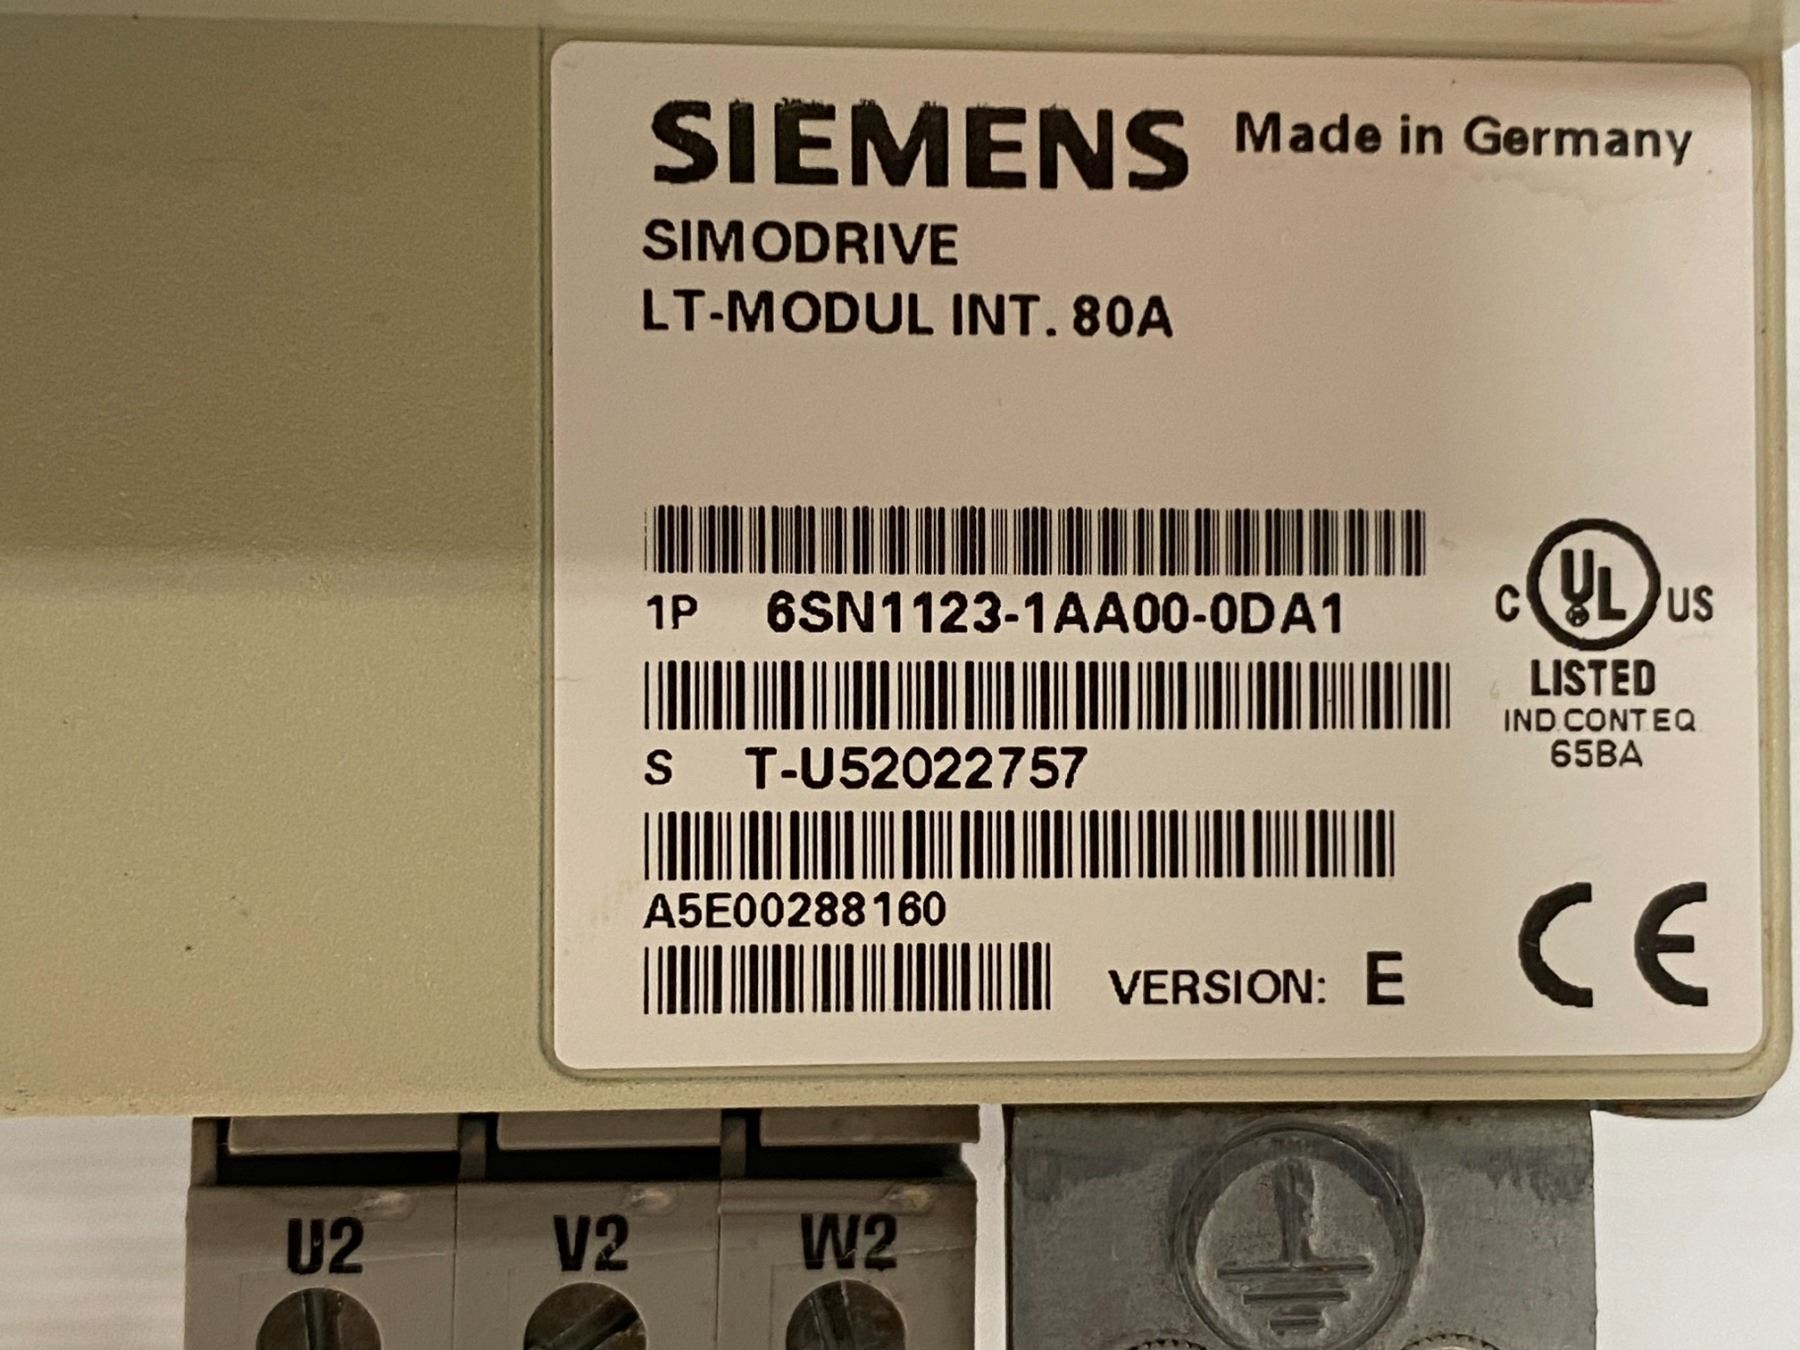 SIEMENS Made in Germany
SIMODRIVE
LT-MODUL INT. 80A
1P 6SN1123-1AA00-0DA1
C UL US
LISTED
IND.CONT.EQ
65BA
S T-U52022757
A5E00288160
VERSION: E
CE
U2 V2 W2